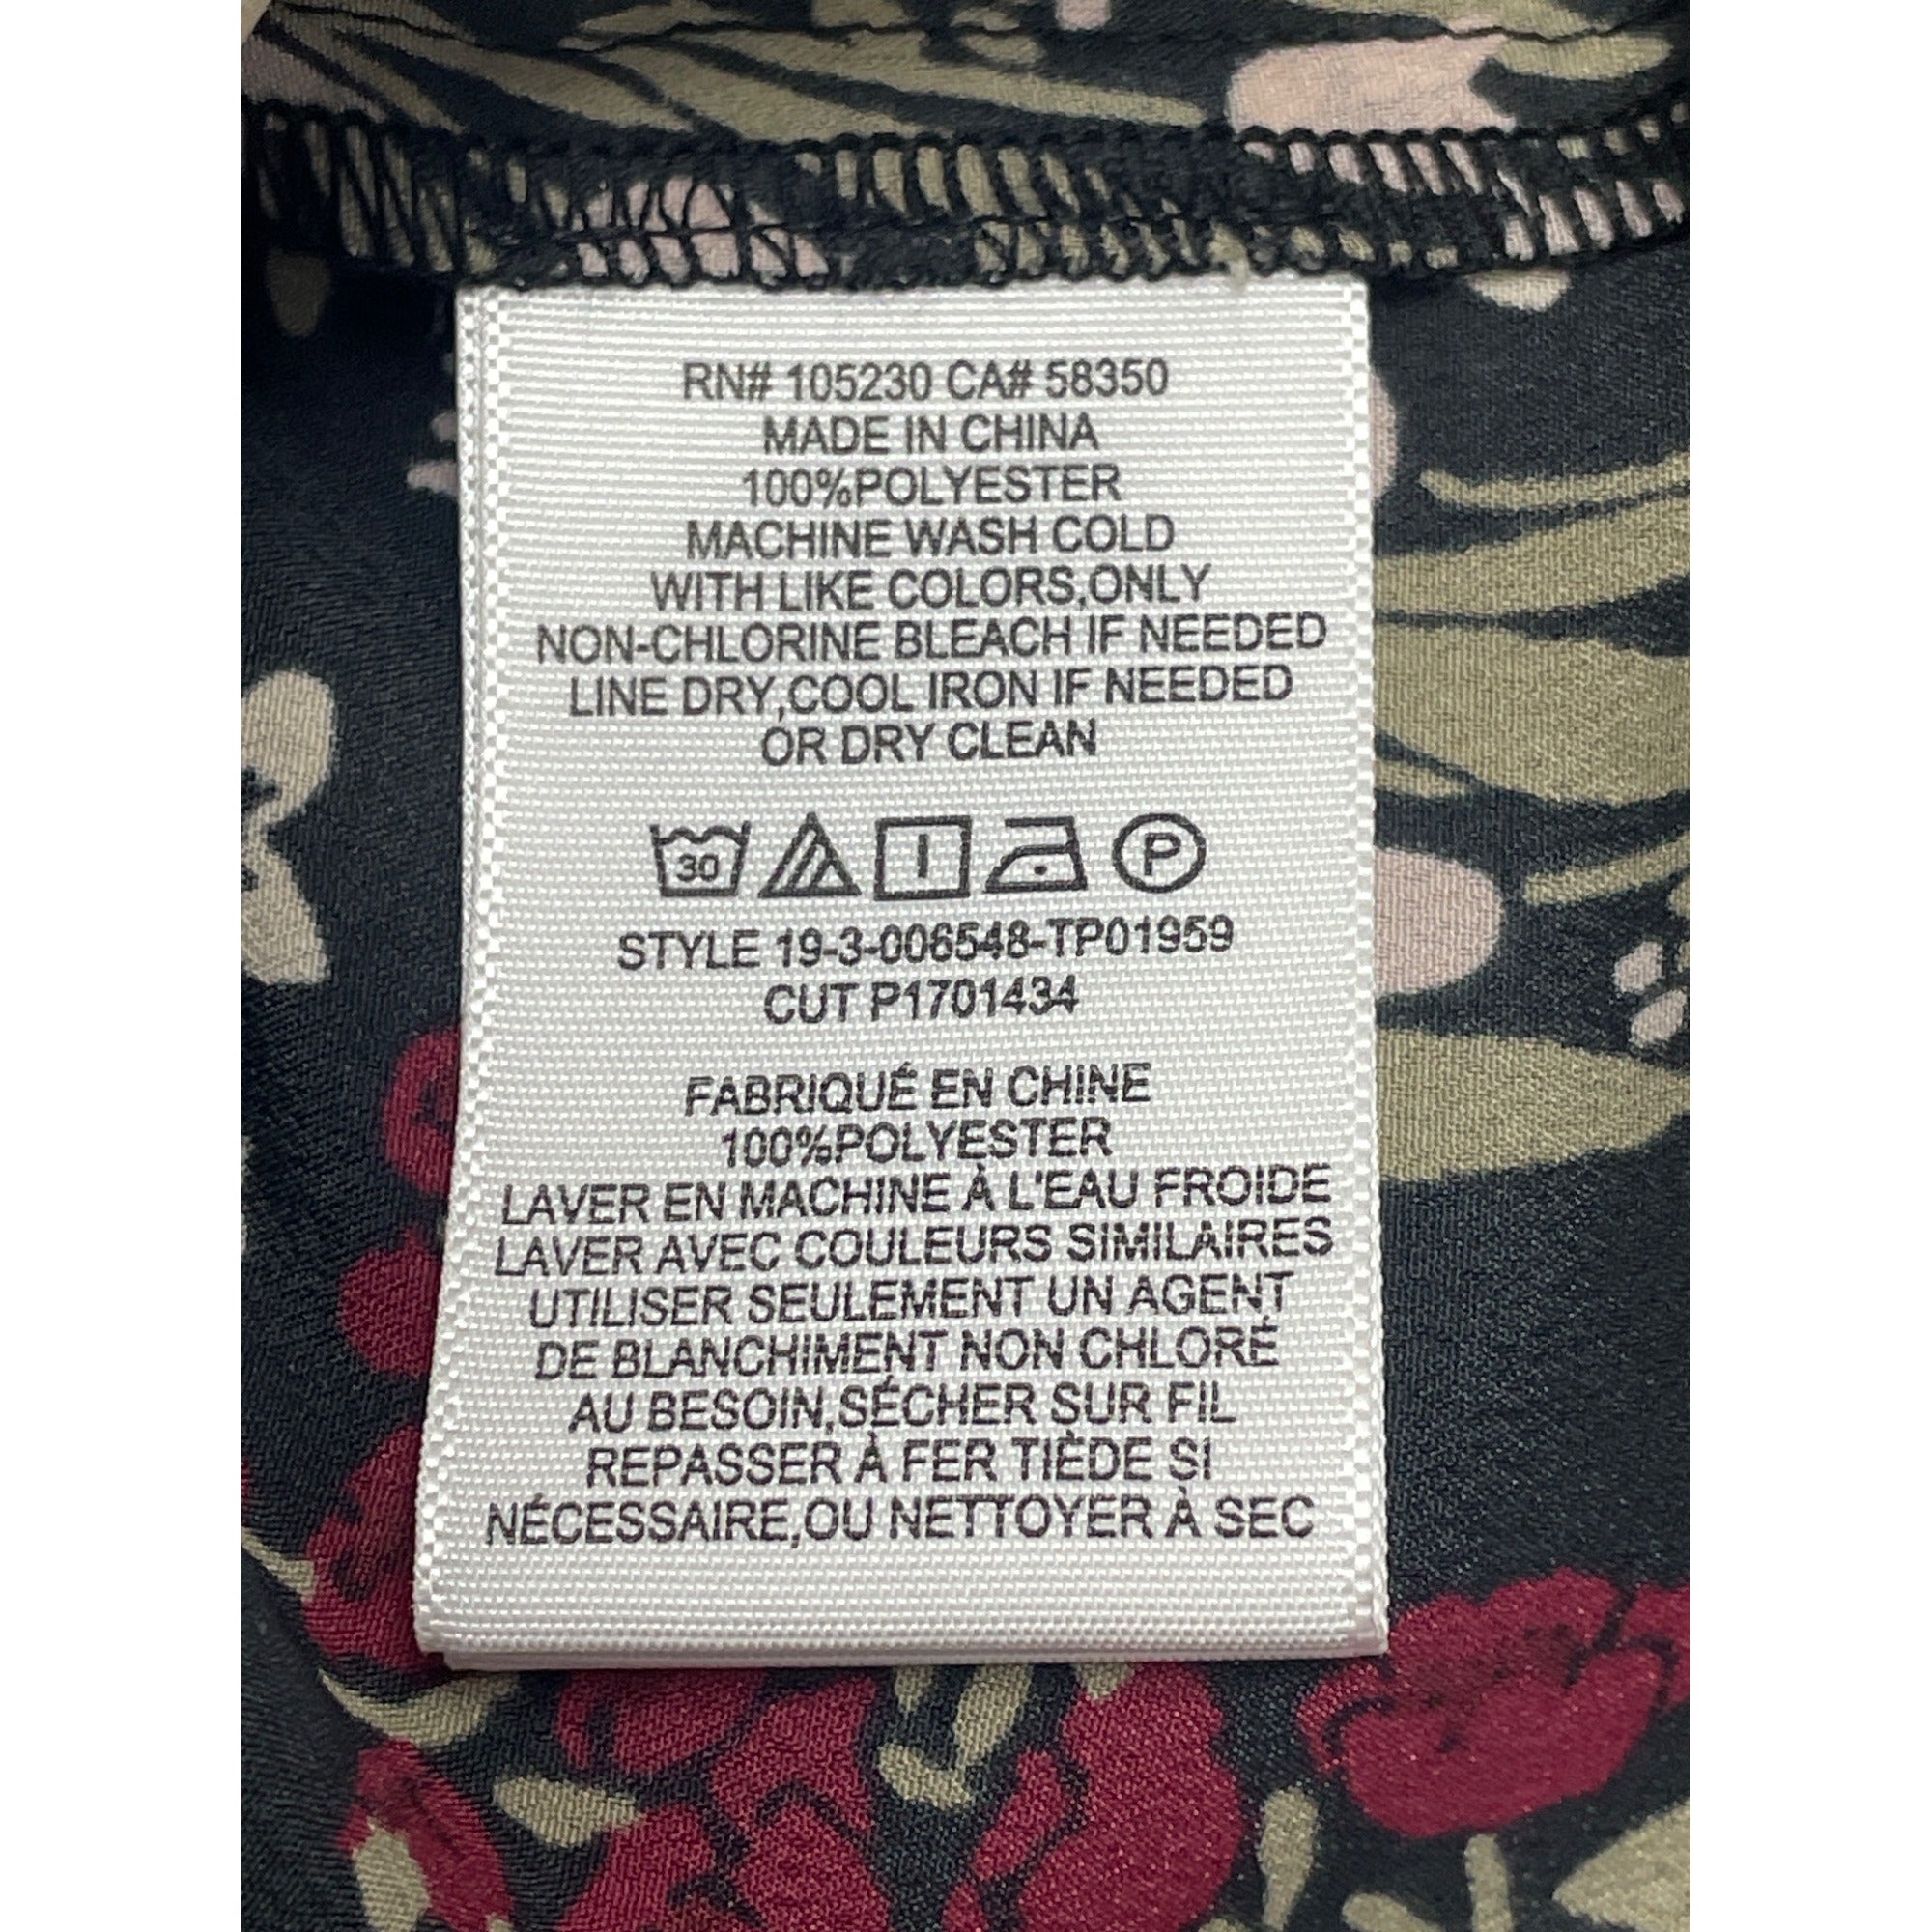 RN# 105230 CA# 58350
MADE IN CHINA
100%POLYESTER
MACHINE WASH COLD
WITH LIKE COLORS,ONLY
NON-CHLORINE BLEACH IF NEEDED
LINE DRY,COOL IRON IF NEEDED
OR DRY CLEAN
30 P
STYLE 19-3-006548-TP01959
CUT P1701434
FABRIQUÉ EN CHINE
100%POLYESTER
LAVER EN MACHINE À L'EAU FROIDE
LAVER AVEC COULEURS SIMILAIRES
UTILISER SEULEMENT UN AGENT
DE BLANCHIMENT NON CHLORÉ
AU BESOIN,SÉCHER SUR FIL
REPASSER À FER TIÈDE SI
NÉCESSAIRE,OU NETTOYER À SEC